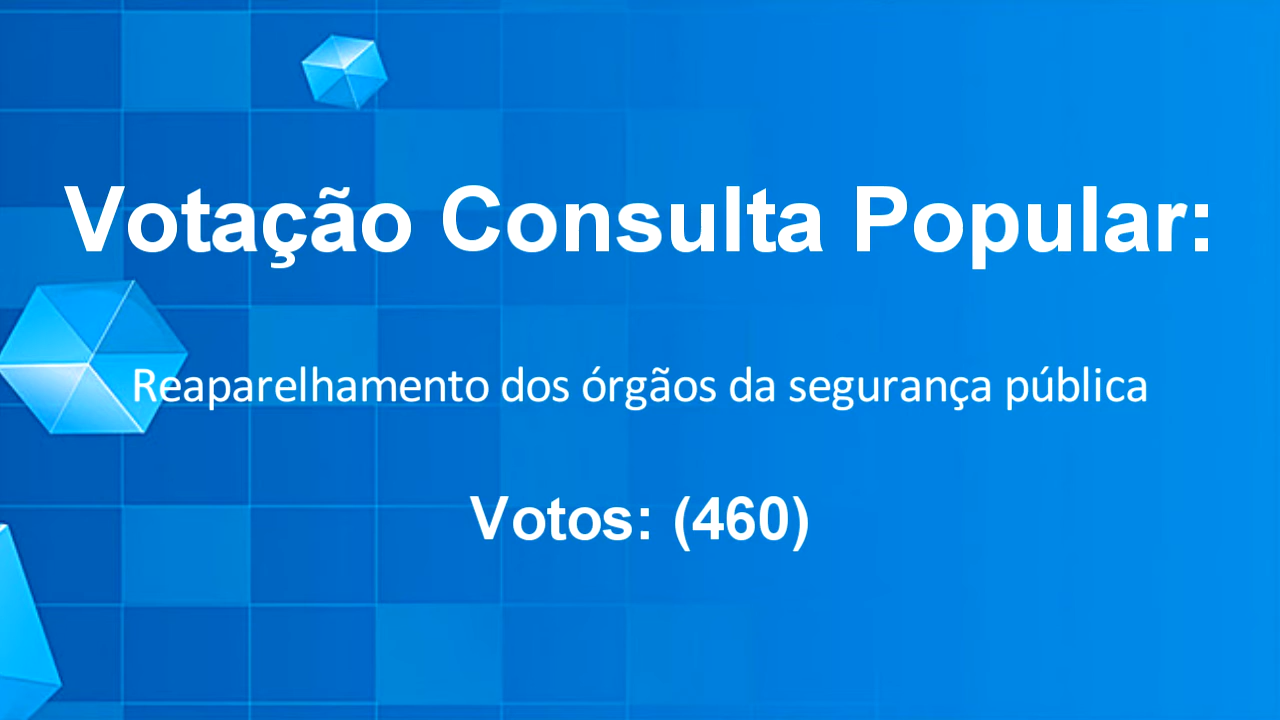 Votação Consulta Popular:
Reaparelhamento dos órgãos da segurança pública
Votos: (460)